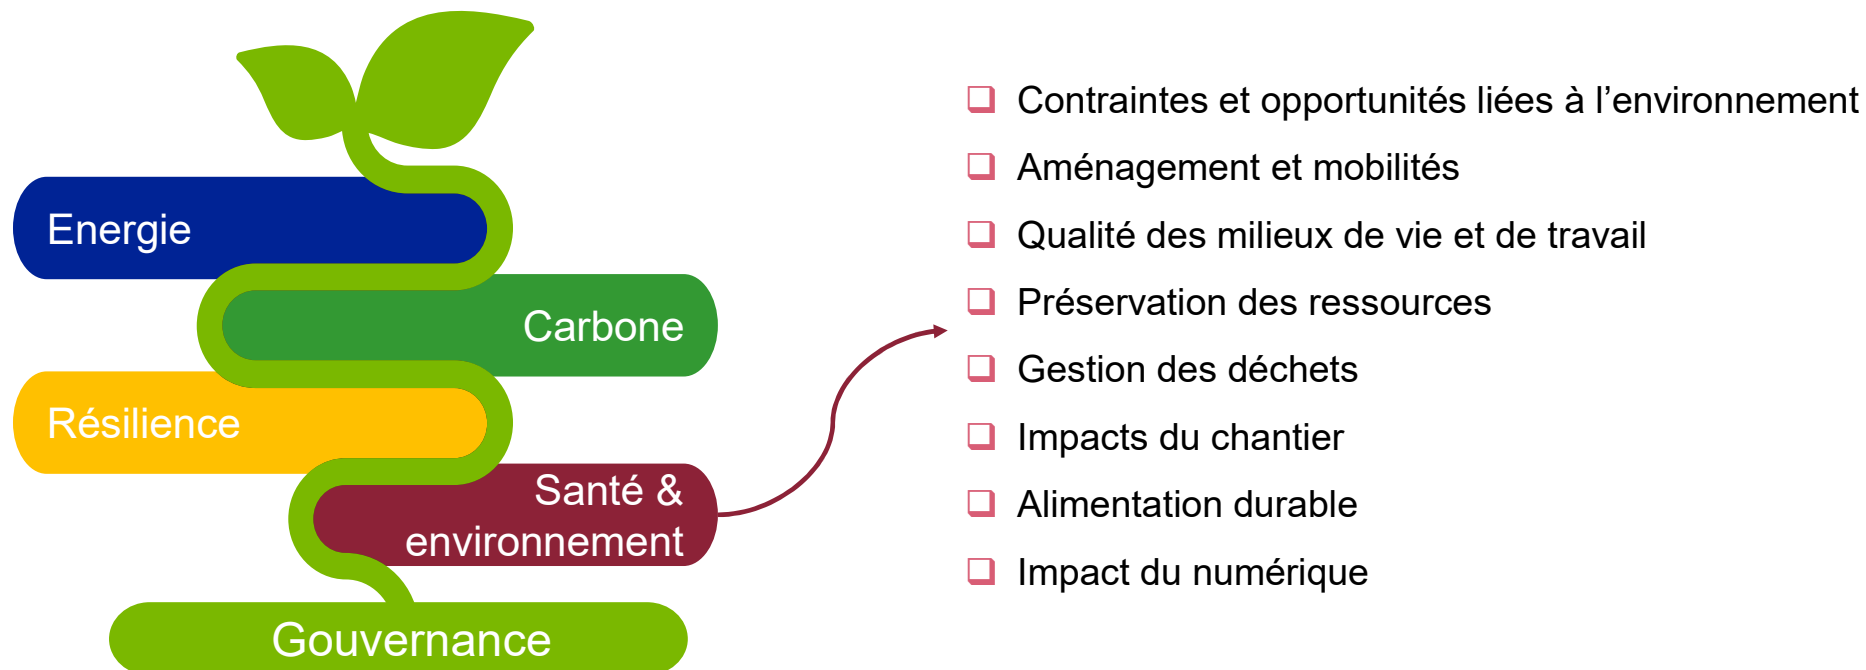 Energie
Carbone
Résilience
Santé &
environnement
Gouvernance
Contraintes et opportunités liées à l’environnement
Aménagement et mobilités
Qualité des milieux de vie et de travail
Préservation des ressources
Gestion des déchets
Impacts du chantier
Alimentation durable
Impact du numérique